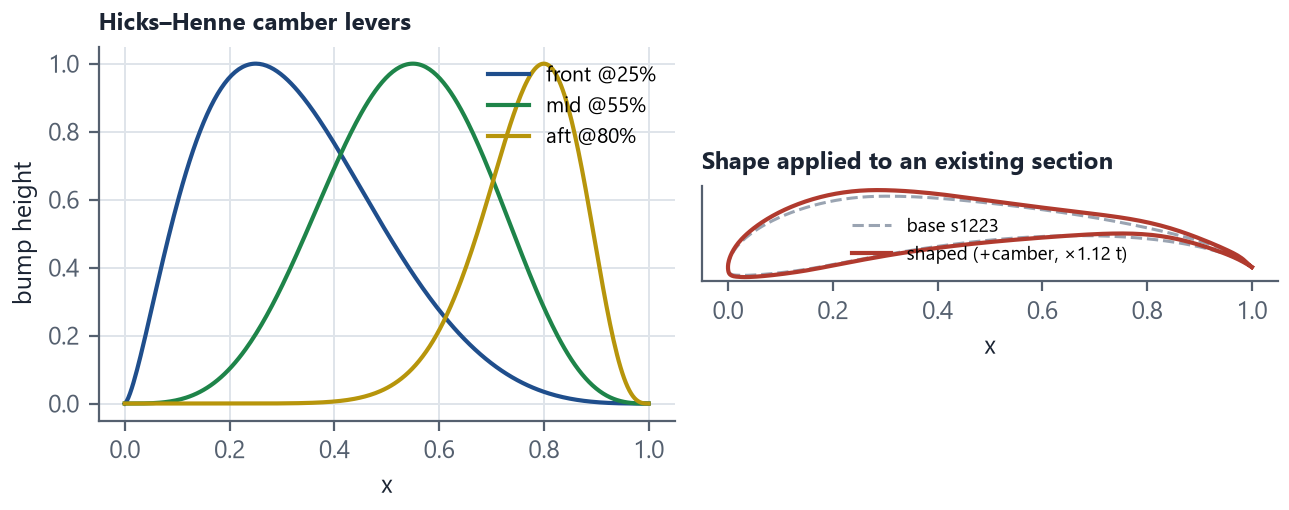 Hicks–Henne camber levers
bump height
1.0
0.8
0.6
0.4
0.2
0.0
front @25%
mid @55%
aft @80%
0.0 0.2 0.4 0.6 0.8 1.0
x
Shape applied to an existing section
base s1223
shaped (+camber, ×1.12 t)
0.0 0.2 0.4 0.6 0.8 1.0
x